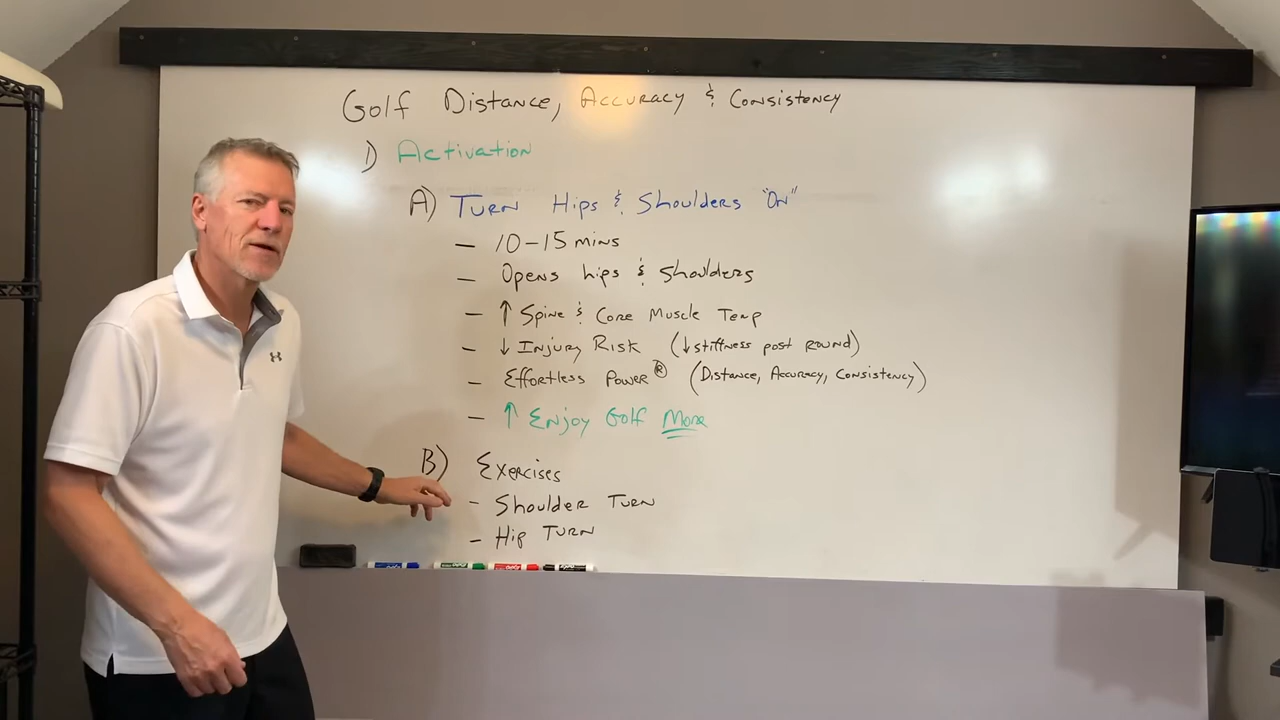 Golf Distance, Accuracy & Consistency
1) Activation
A) Turn Hips & Shoulders "On"
– 10-15 mins
– Opens hips & shoulders
– ↑ Spine & Core Muscle Temp
– ↓ Injury Risk (↓ stiffness post round)
– Effortless Power® (Distance, Accuracy, Consistency)
– ↑ Enjoy Golf More
B) Exercises
- Shoulder Turn
- Hip Turn